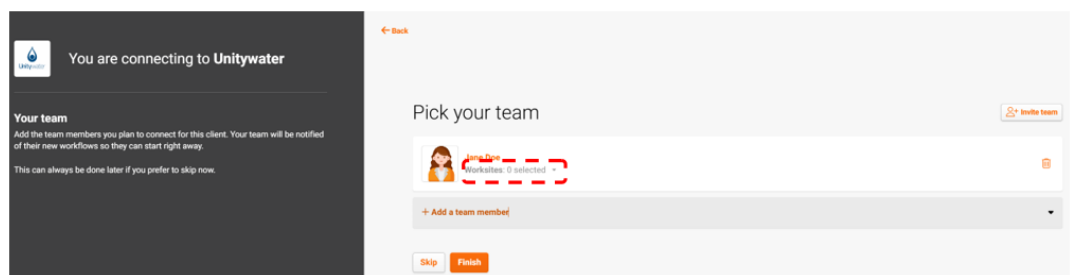 Unitywater
You are connecting to Unitywater
Your team
Add the team members you plan to connect for this client. Your team will be notified
of their new workflows so they can start right away.
This can always be done later if you prefer to skip now.
Back
Pick your team
Invite team
Jane Doe
Worksites: 0 selected
+ Add a team member
Skip
Finish